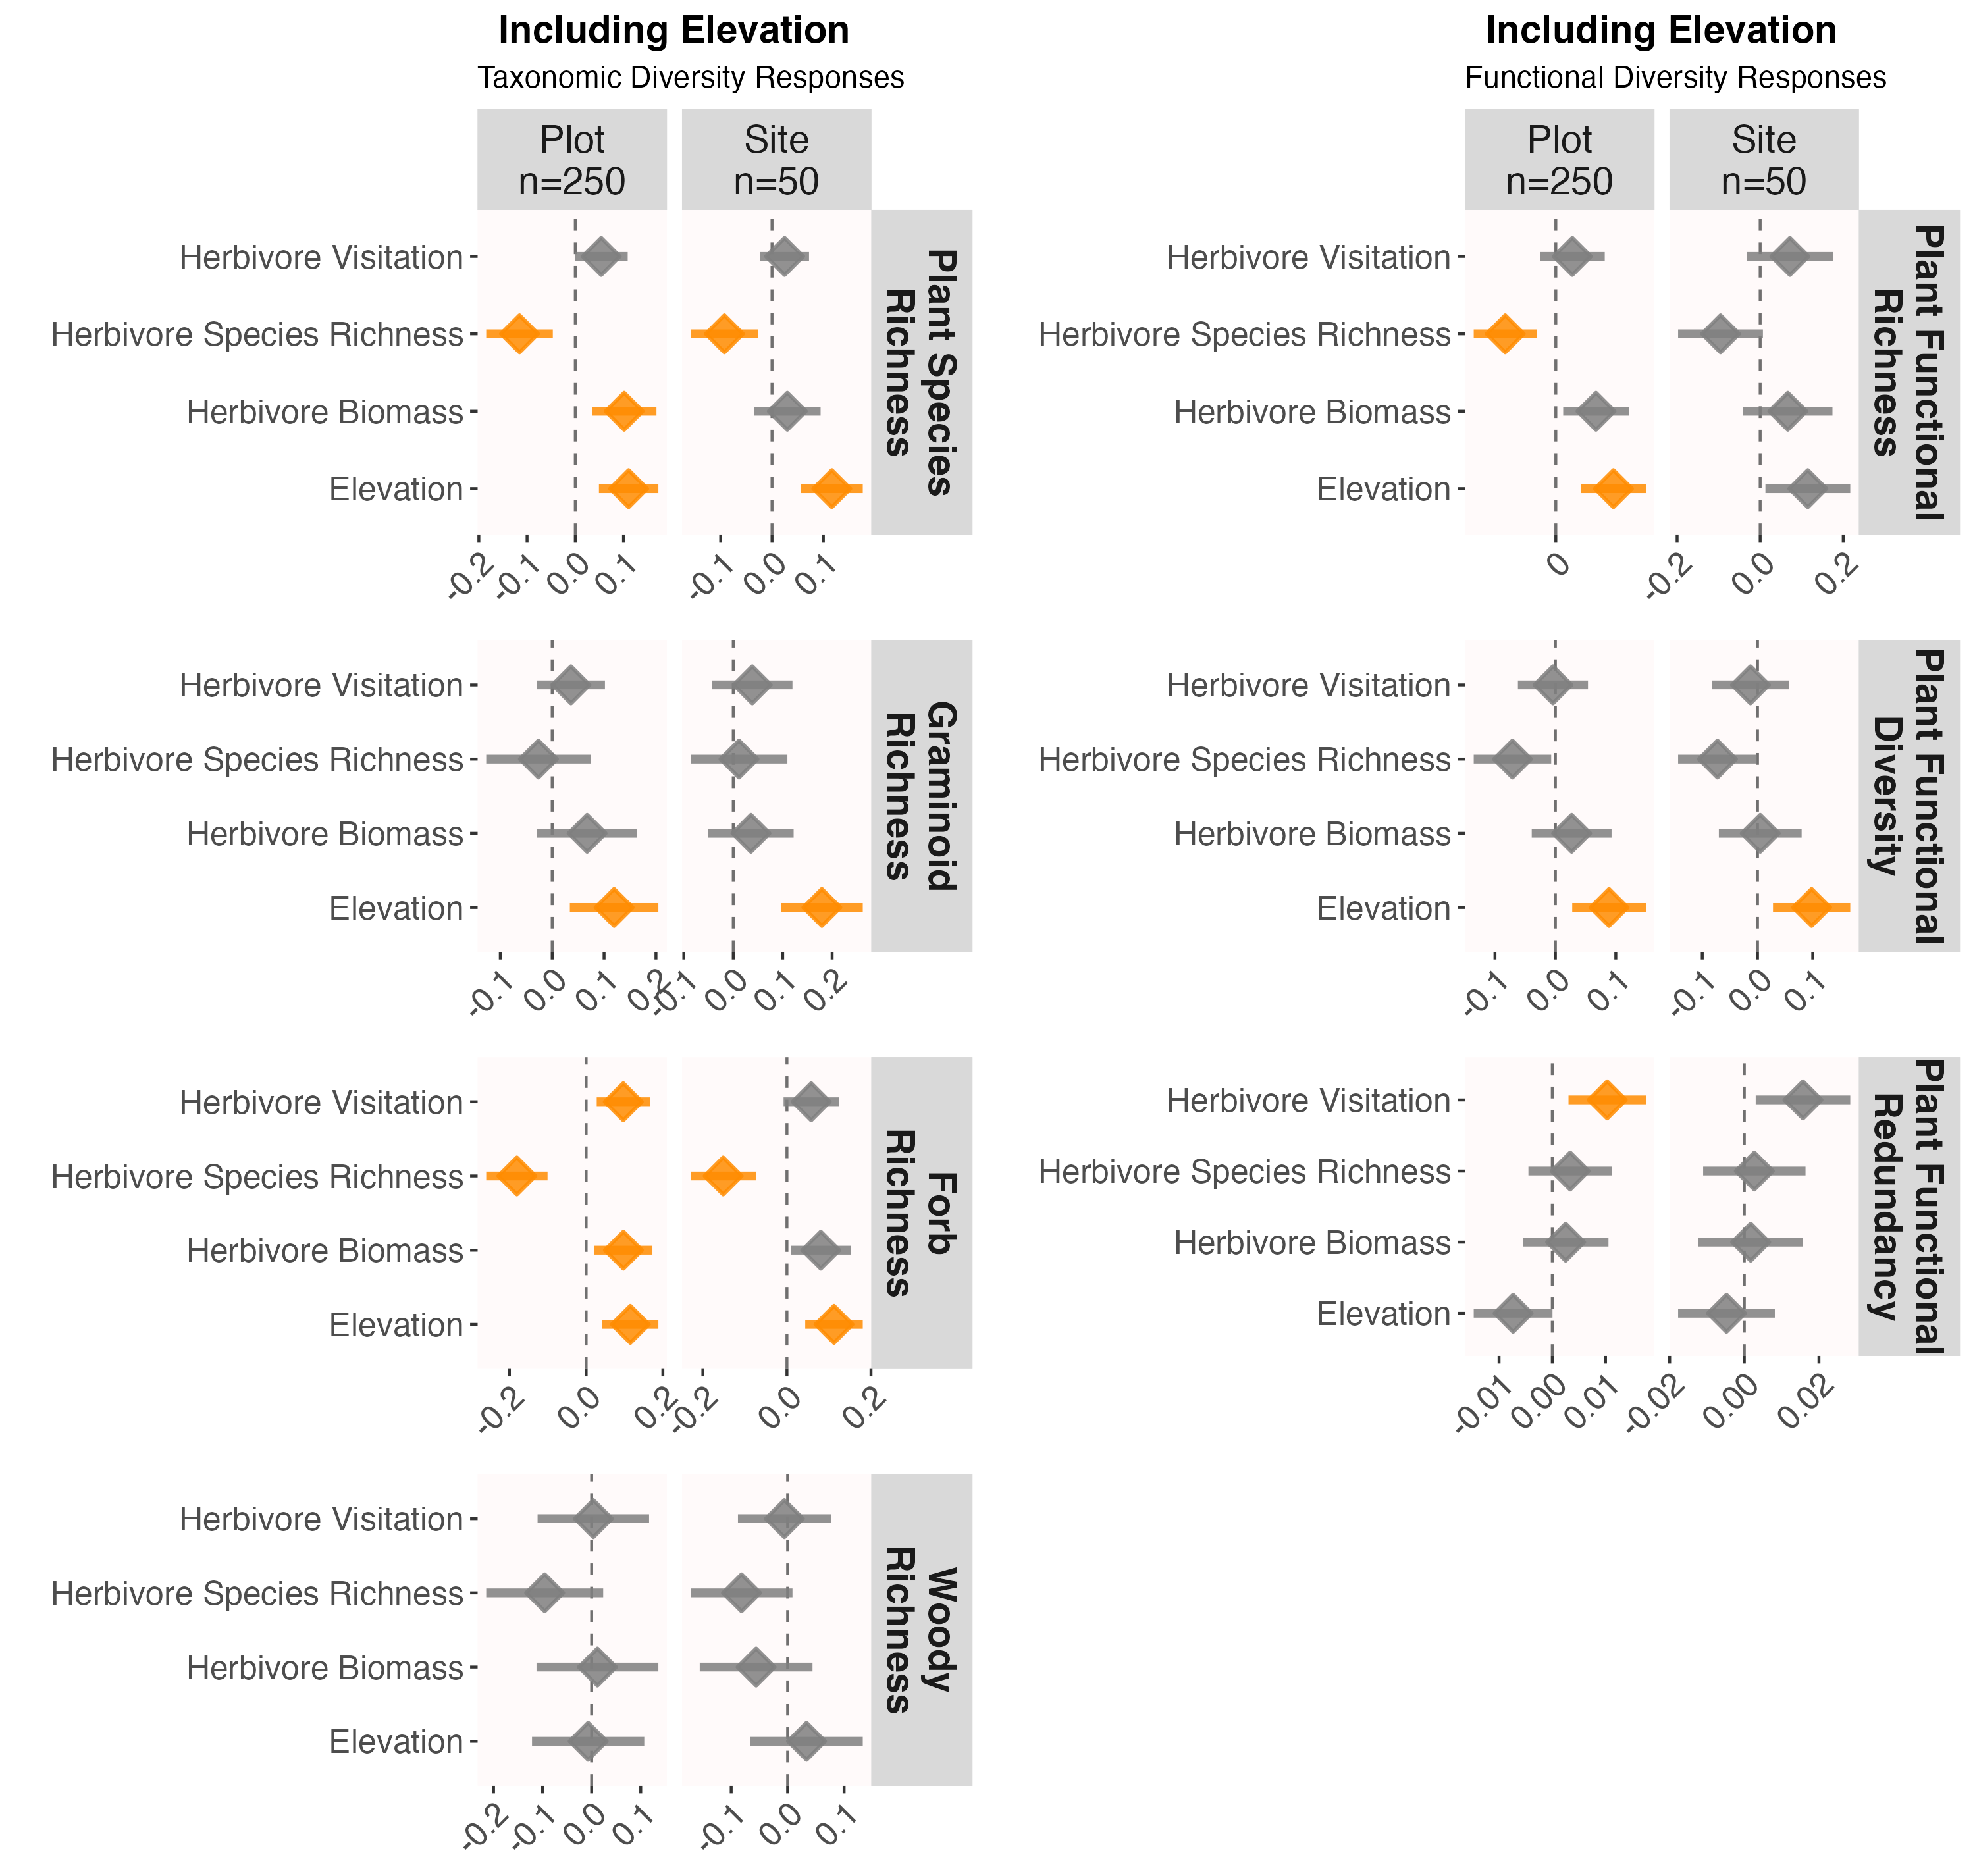 Including Elevation
Taxonomic Diversity Responses
Plot
n=250
Site
n=50
Herbivore Visitation
Herbivore Species Richness
Herbivore Biomass
Elevation
Plant Species
Richness
-0.2 -0.1 0.0 0.1
-0.1 0.0 0.1
Herbivore Visitation
Herbivore Species Richness
Herbivore Biomass
Elevation
Graminoid
Richness
-0.1 0.0 0.1 0.2
-0.1 0.0 0.1 0.2
Herbivore Visitation
Herbivore Species Richness
Herbivore Biomass
Elevation
Forb
Richness
-0.2 0.0 0.2
-0.2 0.0 0.2
Herbivore Visitation
Herbivore Species Richness
Herbivore Biomass
Elevation
Woody
Richness
-0.2 -0.1 0.0 0.1
-0.1 0.0 0.1
Including Elevation
Functional Diversity Responses
Plot
n=250
Site
n=50
Herbivore Visitation
Herbivore Species Richness
Herbivore Biomass
Elevation
Plant Functional
Richness
0
-0.2 0.0 0.2
Herbivore Visitation
Herbivore Species Richness
Herbivore Biomass
Elevation
Plant Functional
Diversity
-0.1 0.0 0.1
-0.1 0.0 0.1
Herbivore Visitation
Herbivore Species Richness
Herbivore Biomass
Elevation
Plant Functional
Redundancy
-0.01 0.00 0.01
-0.02 0.00 0.02